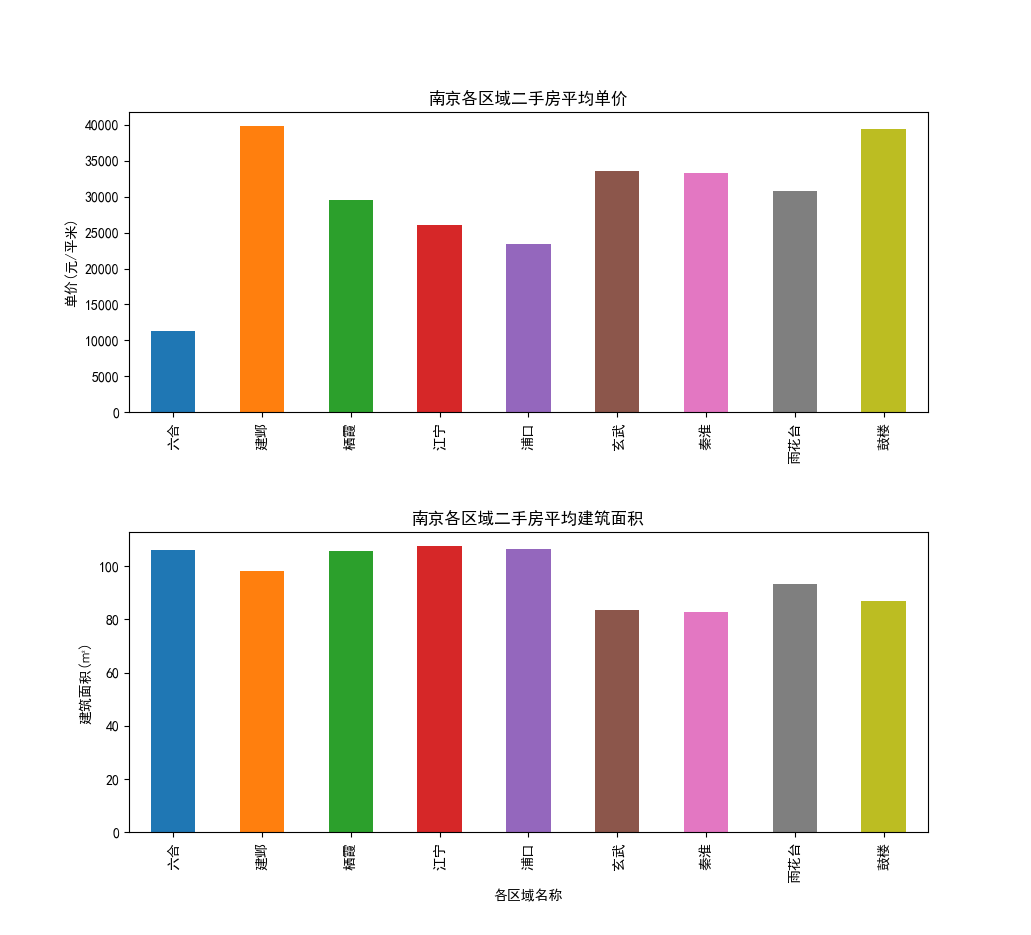 南京各区域二手房平均单价
单价(元/平米)
40000
35000
30000
25000
20000
15000
10000
5000
0
六合
建邺
栖霞
江宁
浦口
玄武
秦淮
雨花台
鼓楼
南京各区域二手房平均建筑面积
建筑面积(㎡)
100
80
60
40
20
0
六合
建邺
栖霞
江宁
浦口
玄武
秦淮
雨花台
鼓楼
各区域名称